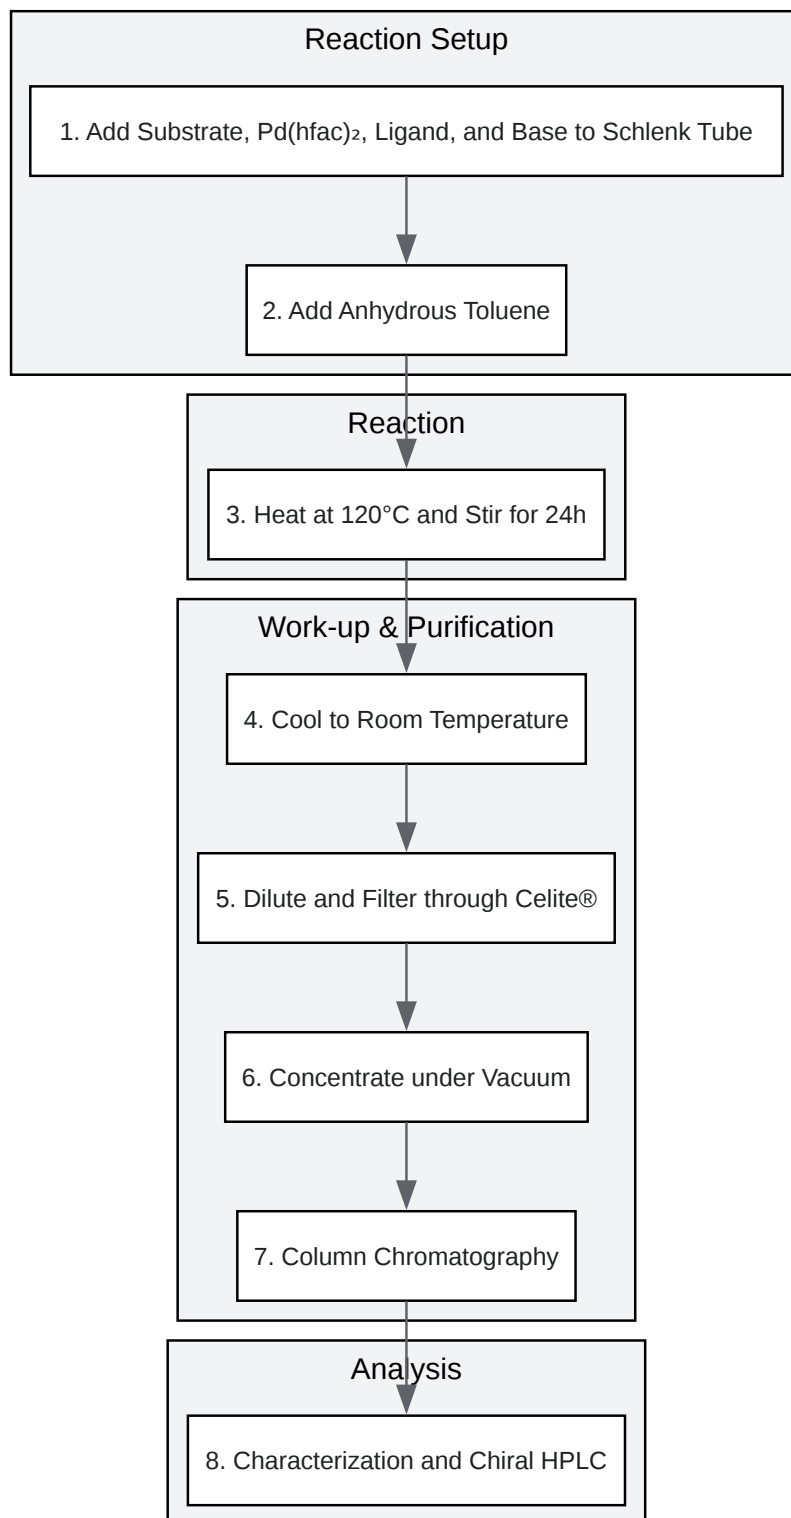 Reaction Setup
1. Add Substrate, Pd(hfac)₂, Ligand, and Base to Schlenk Tube
2. Add Anhydrous Toluene
Reaction
3. Heat at 120°C and Stir for 24h
Work-up & Purification
4. Cool to Room Temperature
5. Dilute and Filter through Celite®
6. Concentrate under Vacuum
7. Column Chromatography
Analysis
8. Characterization and Chiral HPLC